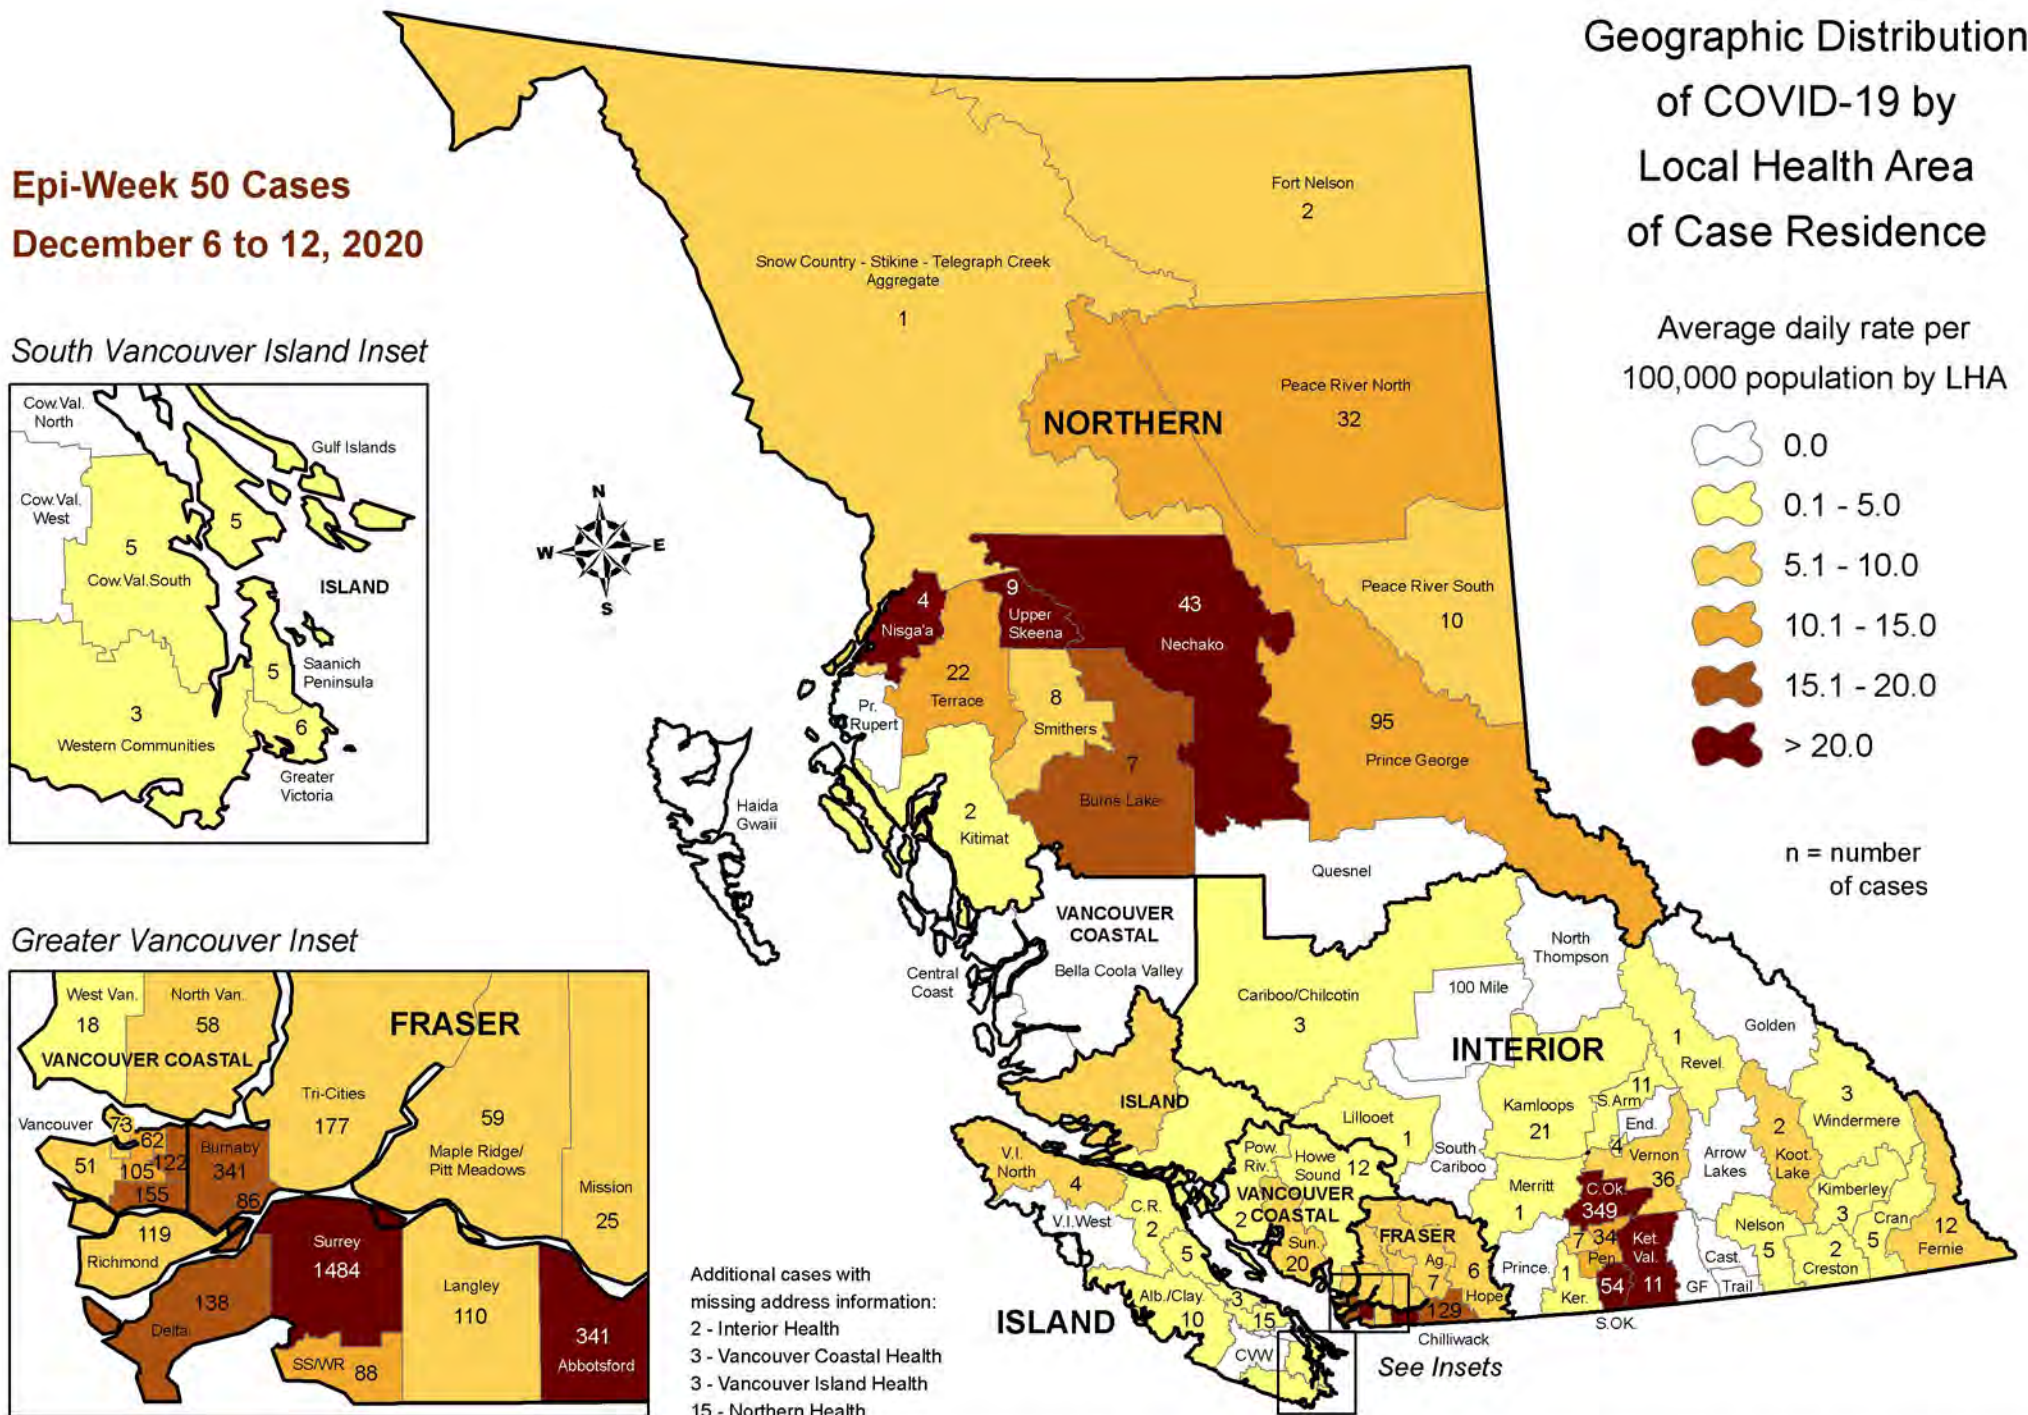 Geographic Distribution
of COVID-19 by
Local Health Area
of Case Residence
Epi-Week 50 Cases
December 6 to 12, 2020
Average daily rate per
100,000 population by LHA
0.0
0.1 - 5.0
5.1 - 10.0
10.1 - 15.0
15.1 - 20.0
> 20.0
n = number
of cases
South Vancouver Island Inset
Cow.Val.
North
Gulf Islands
Cow.Val.
West
5
5
Cow.Val.South
ISLAND
Saanich
Peninsula
5
3
Western Communities
6
Greater
Victoria
Greater Vancouver Inset
West Van.
18
North Van.
58
VANCOUVER COASTAL
FRASER
Tri-Cities
177
59
Maple Ridge/
Pitt Meadows
Mission
25
Vancouver
73
62
51
105
122
155
Burnaby
341
86
119
Richmond
Surrey
1484
138
Delta
Langley
110
341
Abbotsford
SS/WR
88
N
W
E
S
Fort Nelson
2
Snow Country - Stikine - Telegraph Creek
Aggregate
1
NORTHERN
Peace River North
32
Peace River South
10
4
Nisga'a
9
Upper
Skeena
43
Nechako
22
Terrace
8
Smithers
Pr.
Rupert
7
Burns Lake
95
Prince George
2
Kitimat
Haida
Gwaii
Quesnel
VANCOUVER
COASTAL
Bella Coola Valley
Central
Coast
Cariboo/Chilcotin
3
100 Mile
North
Thompson
INTERIOR
Golden
1
Revel.
3
Windermere
ISLAND
Lillooet
1
Kamloops
21
11
S.Arm
End.
4
Vernon
36
South
Cariboo
Arrow
Lakes
2
Koot.
Lake
Kimberley
3
Cran.
5
12
Fernie
V.I.
North
4
Pow.
Riv.
Howe
Sound
12
VANCOUVER
COASTAL
2
Sun.
20
C.R.
2
V.I.West
5
Merritt
1
C.Ok.
349
7
34
Pen.
Ket.
Val.
11
54
1
Ker.
Prince.
S.OK.
Cast.
GF
Trail
Nelson
5
2
Creston
FRASER
Ag.
7
6
Hope
129
Chilliwack
Alb./Clay.
10
3
15
ISLAND
CVW
See Insets
Additional cases with
missing address information:
2 - Interior Health
3 - Vancouver Coastal Health
3 - Vancouver Island Health
15 - Northern Health